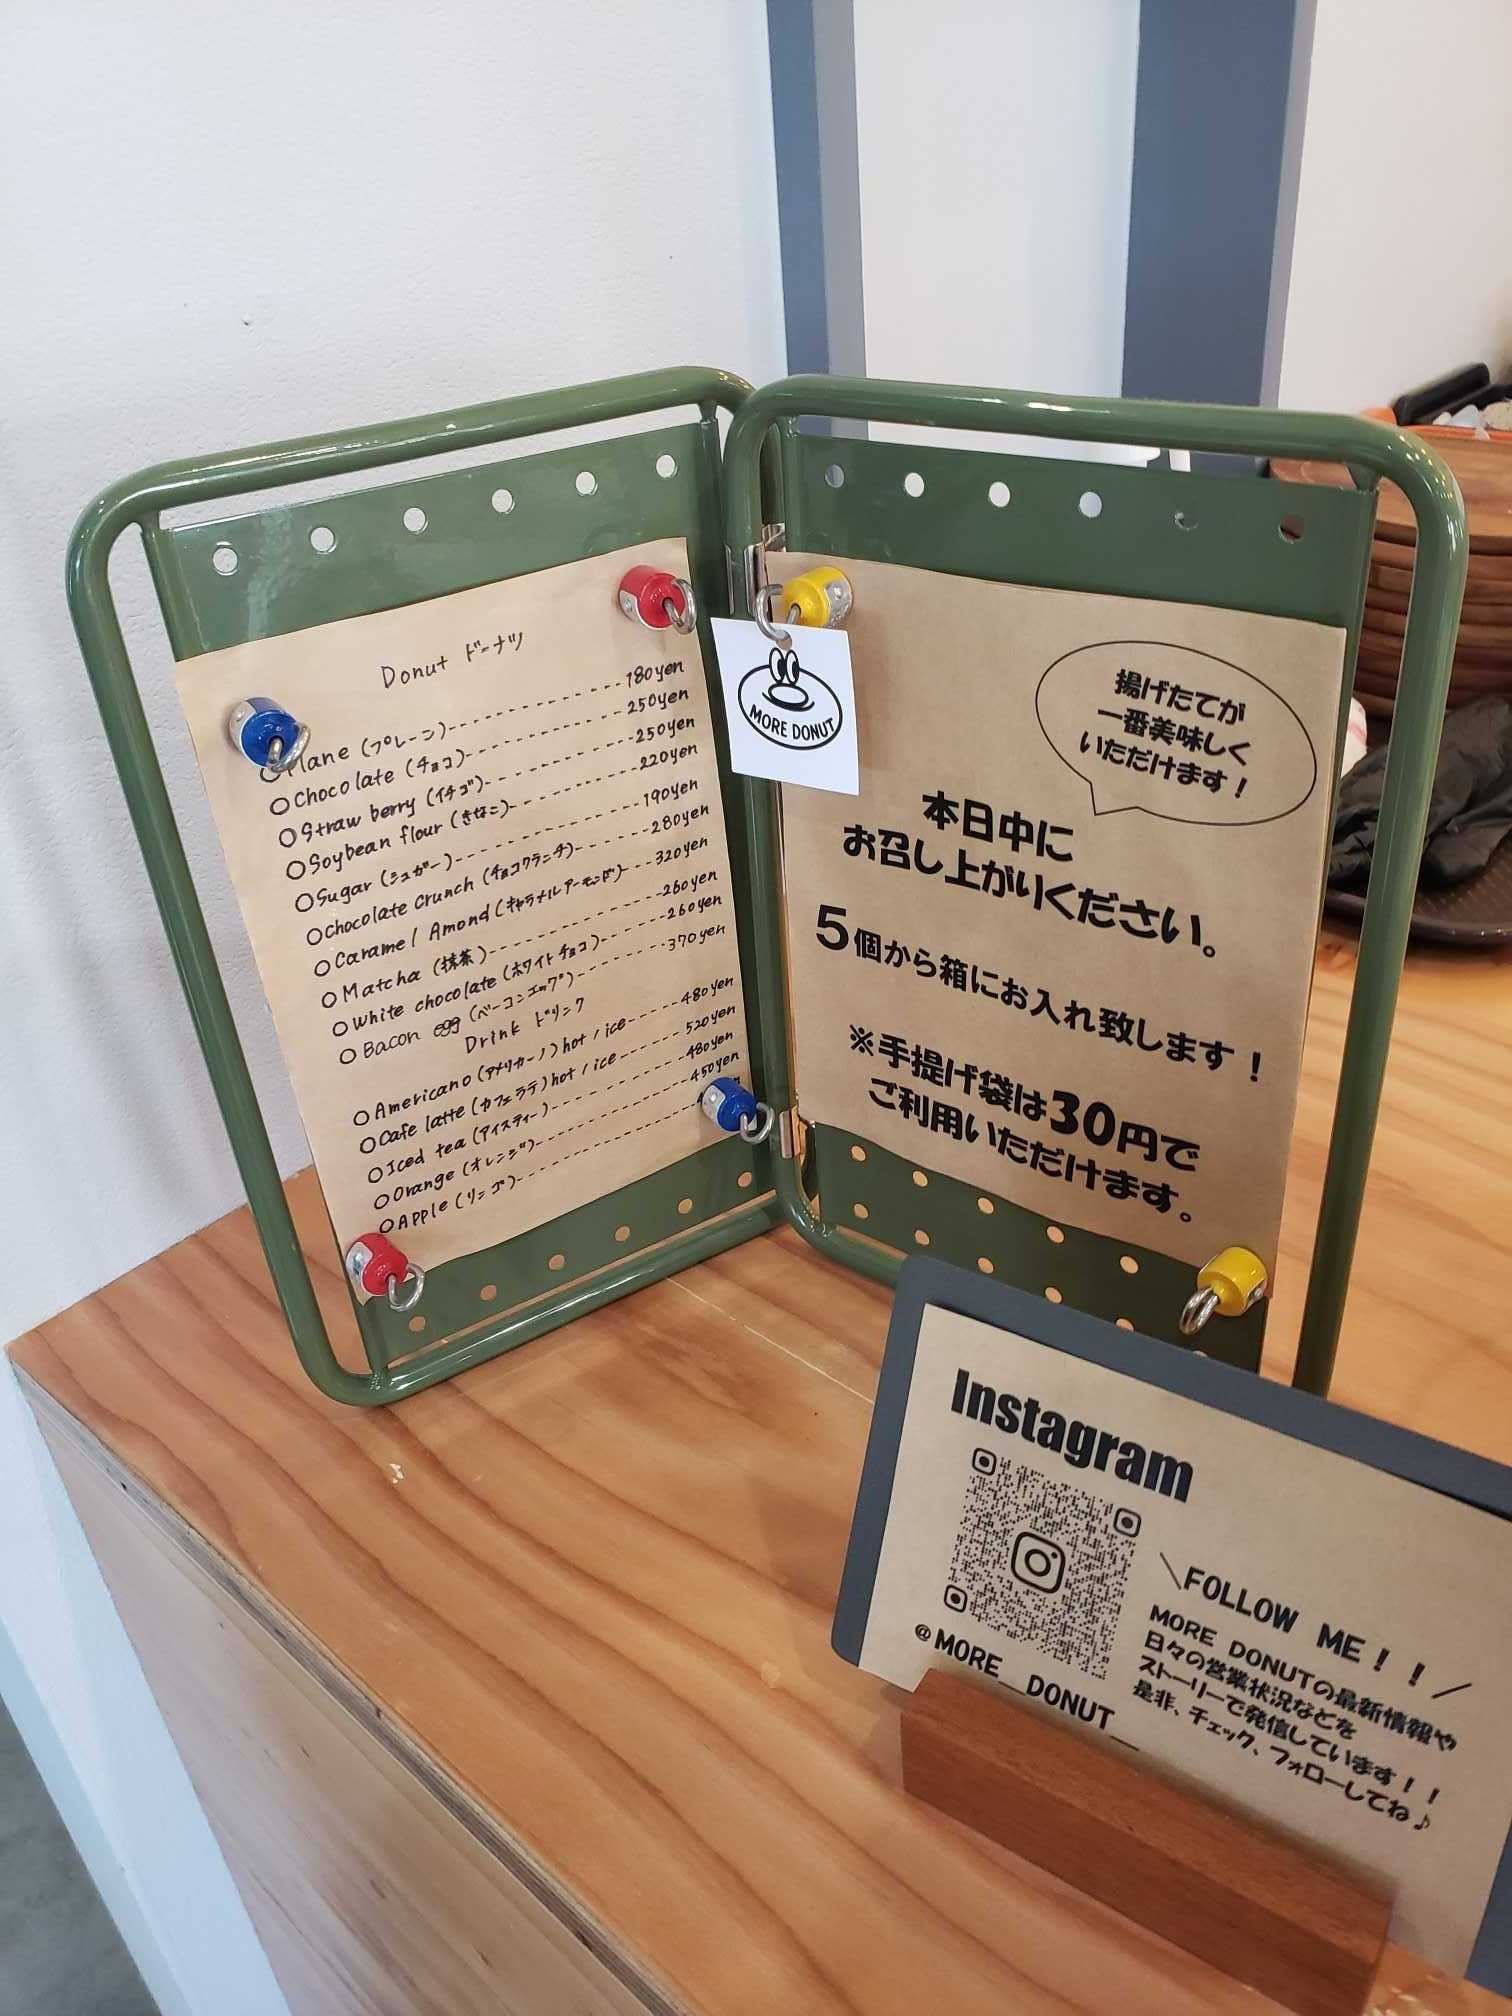 Donut ドーナツ
○Plane (プレーン)------------180yen
○Chocolate (チョコ)------------250yen
○Straw berry (イチゴ)------------250yen
○Soybean flour (きなこ)------------220yen
○Sugar (シュガー)------------190yen
○Chocolate crunch (チョコクランチ)------280yen
○Caramel Amond (キャラメルアーモンド)---320yen
○Matcha (抹茶)------------260yen
○White chocolate (ホワイトチョコ)------260yen
○Bacon egg (ベーコンエッグ)------370yen
Drink ドリンク
○Americano (アメリカーノ) hot / ice-----480yen
○Cafe latte (カフェラテ) hot / ice------520yen
○Iced tea (アイスティー)------------480yen
○Orange (オレンジ)------------450yen
○Apple (リンゴ)------------
MORE DONUT
揚げたてが
一番美味しく
いただけます!
本日中に
お召し上がりください。
5個から箱にお入れ致します!
※手提げ袋は30円で
ご利用いただけます。
Instagram
@MORE_DONUT_
\FOLLOW ME!!/
MORE DONUTの最新情報や
日々の営業状況などを
ストーリーで発信しています!!
是非、チェック、フォローしてね♪